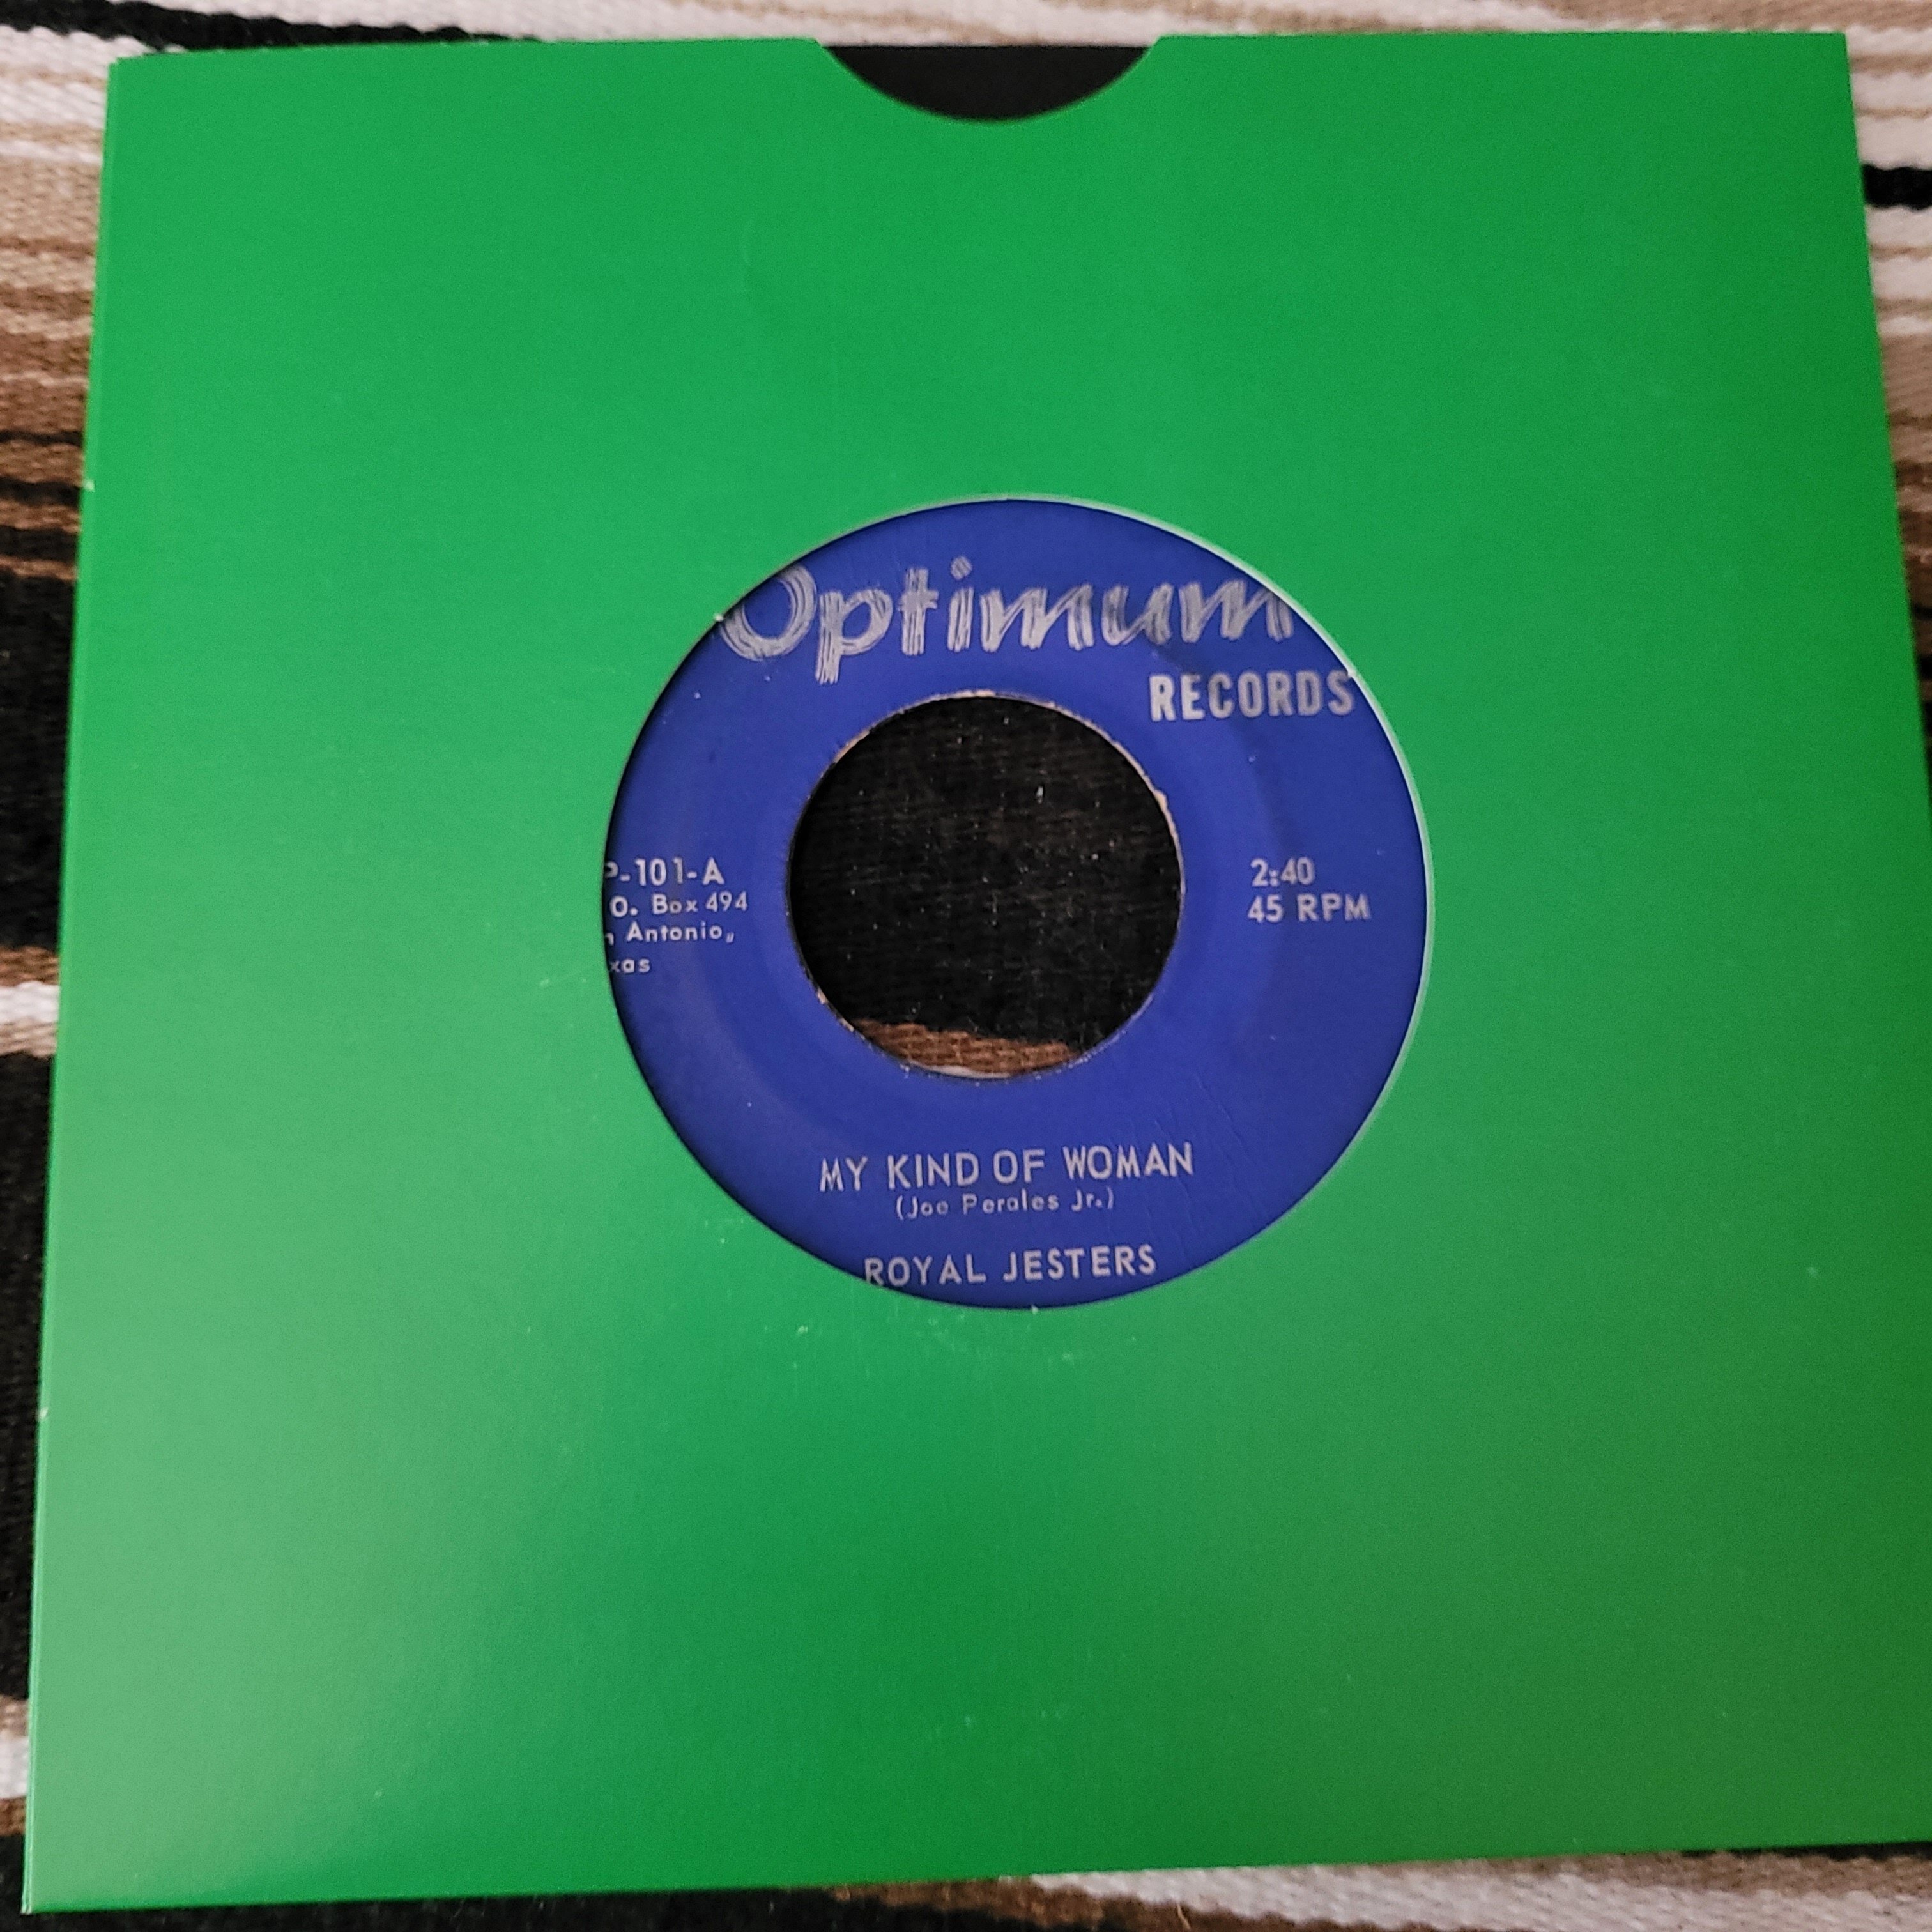 Optimum
RECORDS
P-101-A
O. Box 494
Antonio,
xas
2:40
45 RPM
MY KIND OF WOMAN
(Joe Perales Jr.)
ROYAL JESTERS